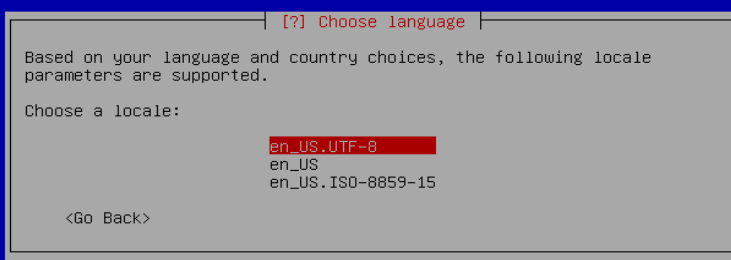 [?] Choose language
Based on your language and country choices, the following locale
parameters are supported.
Choose a locale:
en_US.UTF-8
en_US
en_US.ISO-8859-15
<Go Back>